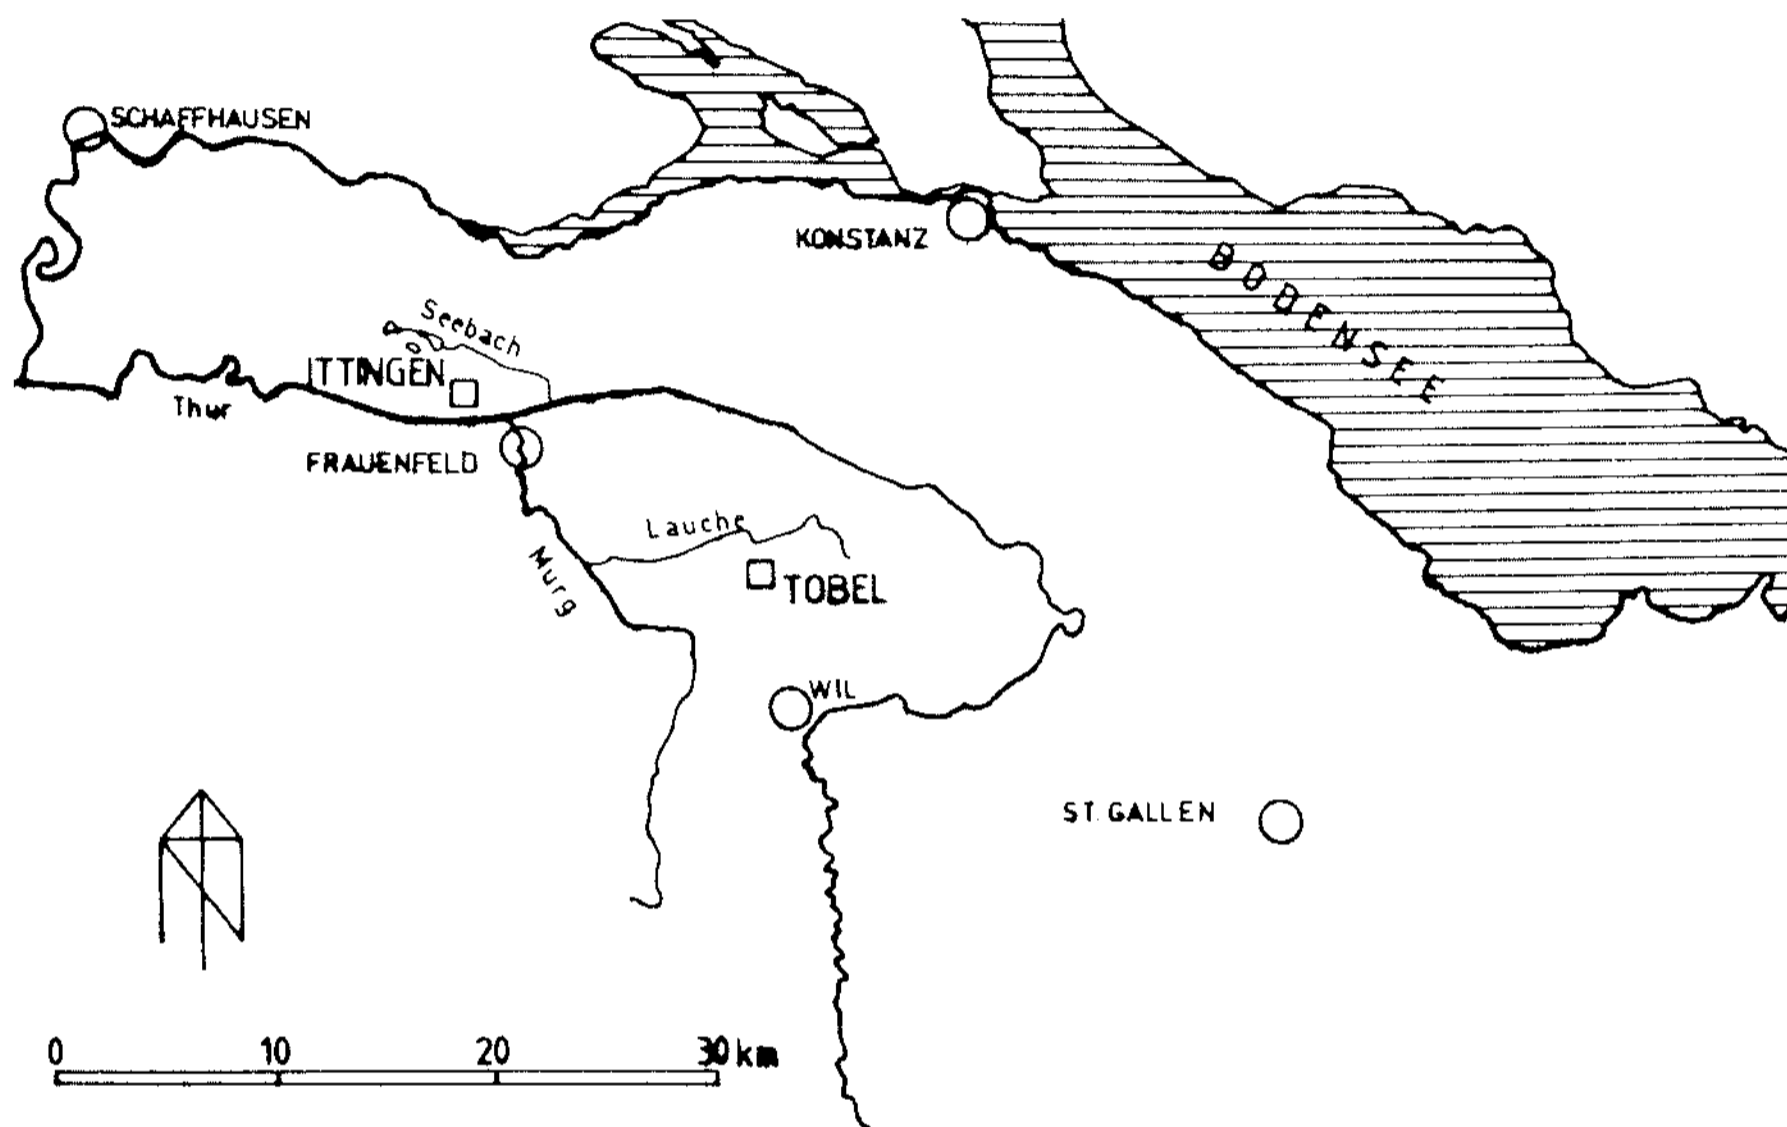 SCHAFFHAUSEN
KONSTANZ
BODENSEE
Seebach
ITTINGEN
Thur
FRAUENFELD
Lauche
Murg
TOBEL
WIL
ST. GALLEN
0 10 20 30 km